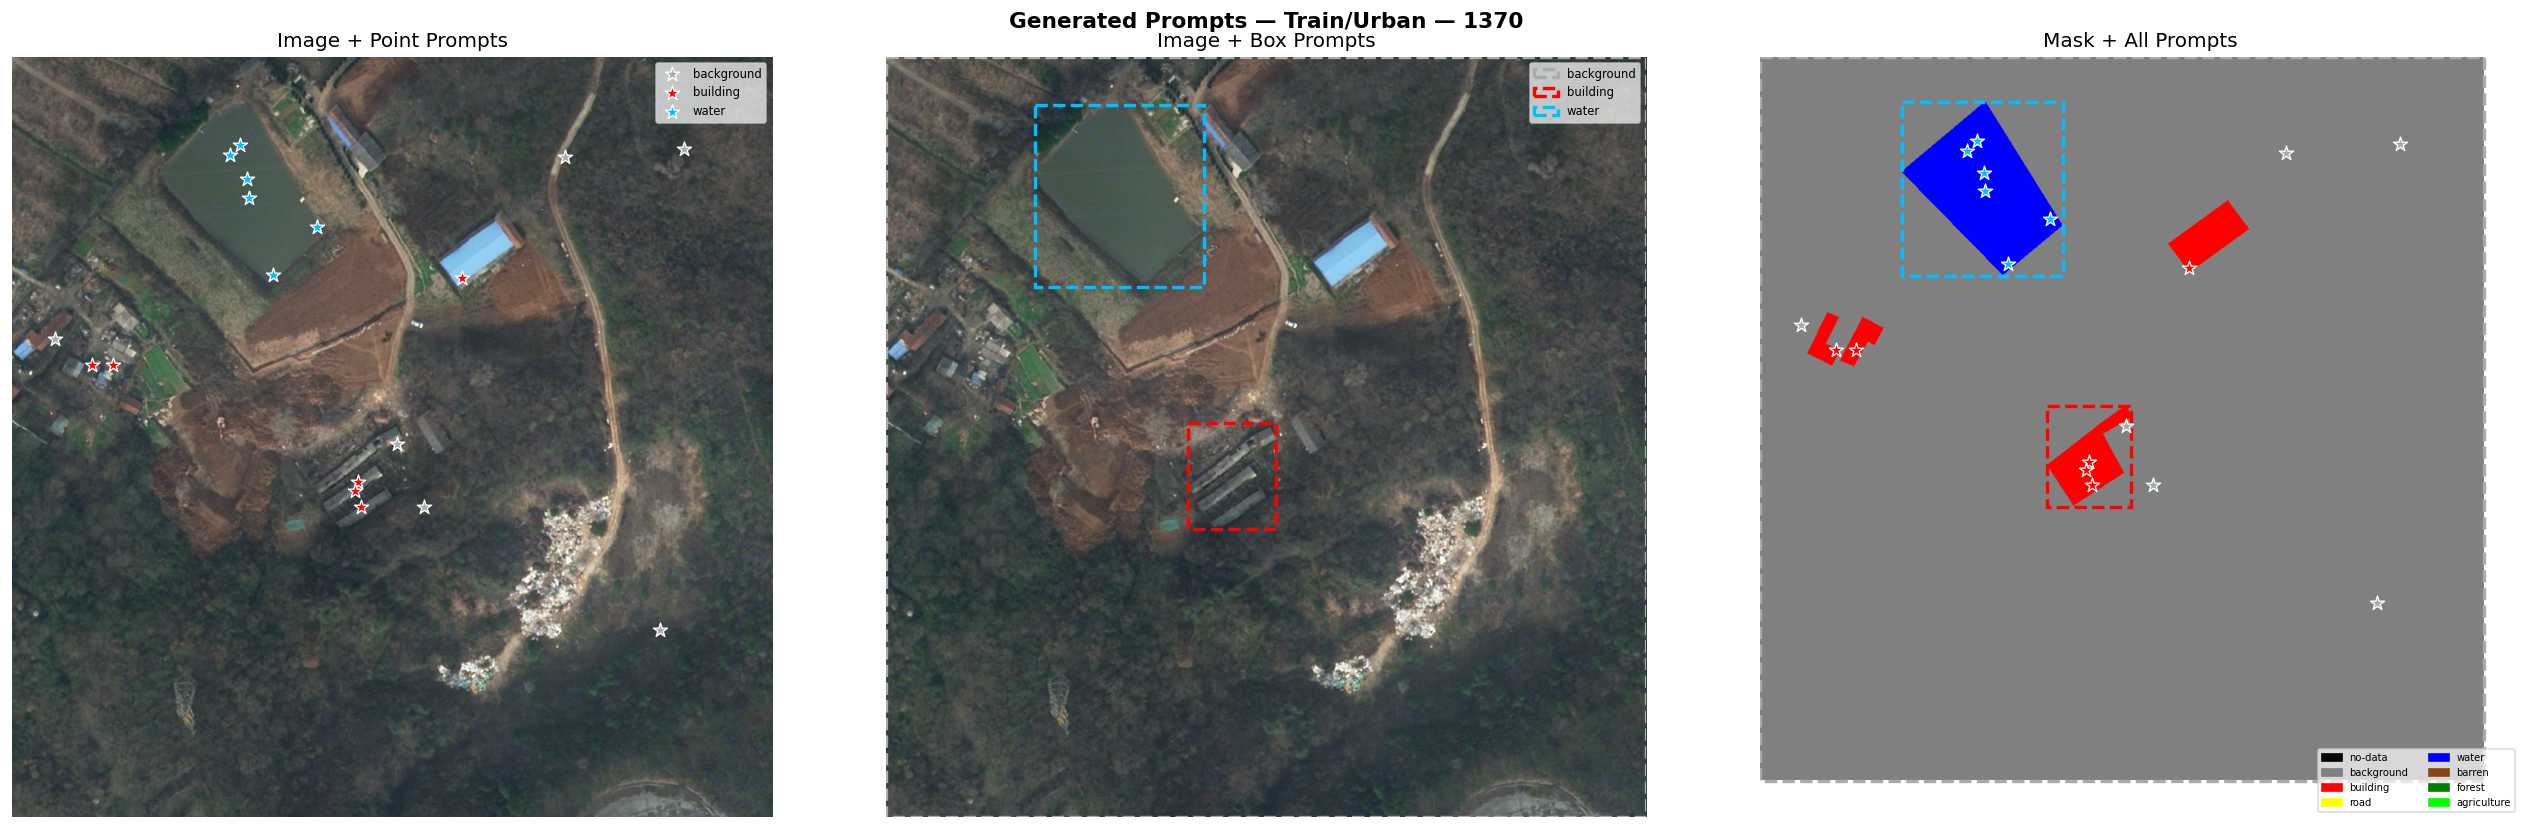 Generated Prompts — Train/Urban — 1370
Image + Point Prompts
Image + Box Prompts
Mask + All Prompts
background
building
water
background
building
water
no-data
background
building
road
water
barren
forest
agriculture